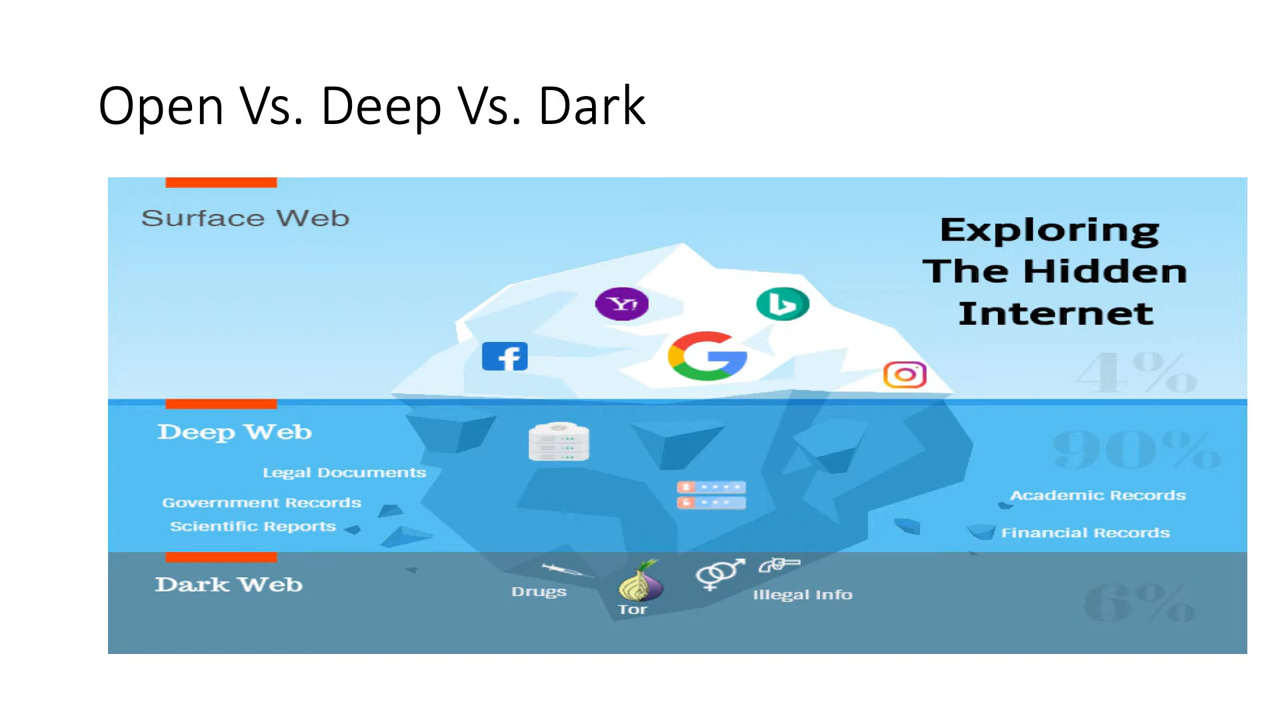 Open Vs. Deep Vs. Dark
Surface Web
Exploring
The Hidden
Internet
4%
Deep Web
90%
Legal Documents
Government Records
Scientific Reports
Academic Records
Financial Records
Dark Web
6%
Drugs
Tor
Illegal Info